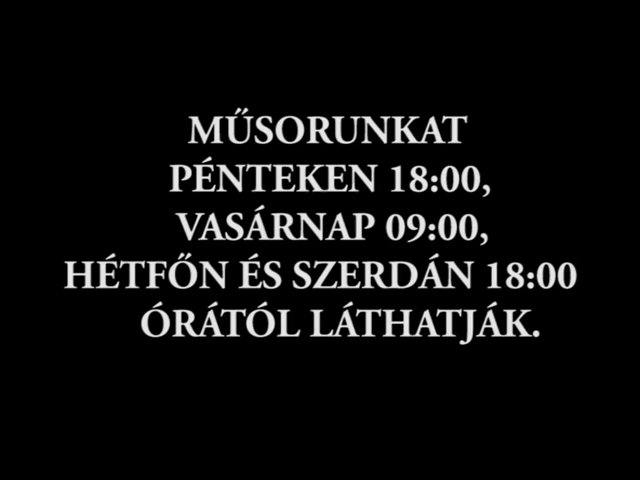 MŰSORUNKAT
PÉNTEKEN 18:00,
VASÁRNAP 09:00,
HÉTFŐN ÉS SZERDÁN 18:00
ÓRÁTÓL LÁTHATJÁK.